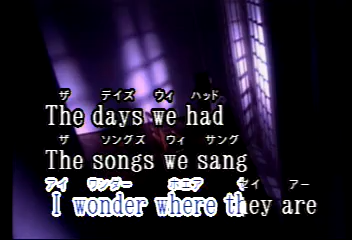 ザ デイズ ウィ ハッド
The days we had
ザ ソングズ ウィ サング
The songs we sang
アイ ワンダー ホエア ゼイ アー
I wonder where they are